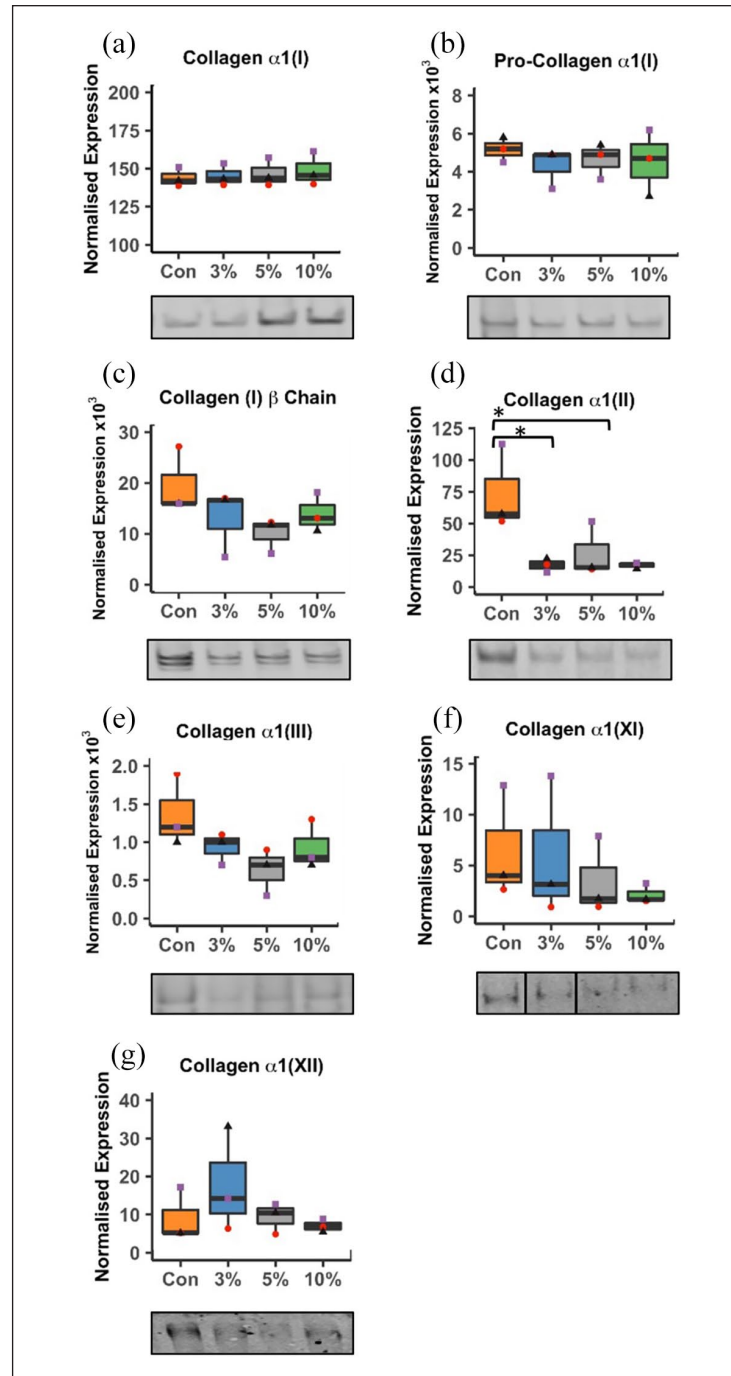 (a)
Collagen α1(I)
Normalised Expression
200
175
150
125
100
Con 3% 5% 10%
(b)
Pro-Collagen α1(I)
Normalised Expression x10³
8
6
4
2
0
Con 3% 5% 10%
(c)
Collagen (I) β Chain
Normalised Expression x10³
30
20
10
0
Con 3% 5% 10%
(d)
Collagen α1(II)
Normalised Expression
125
100
75
50
25
0
*
*
Con 3% 5% 10%
(e)
Collagen α1(III)
Normalised Expression x10³
2.0
1.5
1.0
0.5
0.0
Con 3% 5% 10%
(f)
Collagen α1(XI)
Normalised Expression
15
10
5
0
Con 3% 5% 10%
(g)
Collagen α1(XII)
Normalised Expression
40
30
20
10
0
Con 3% 5% 10%